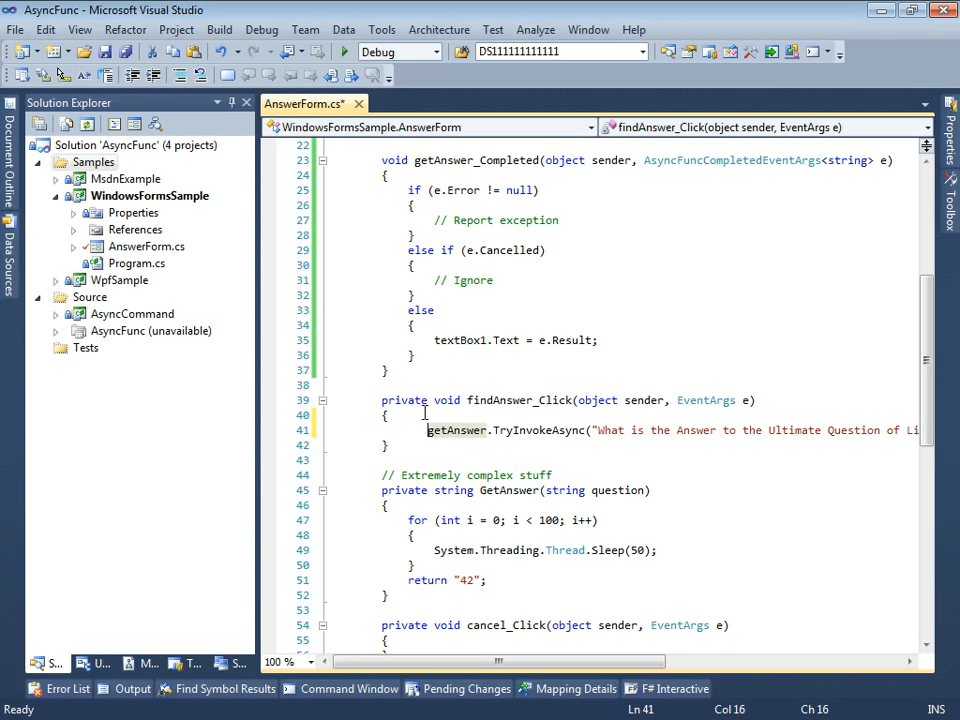 AsyncFunc - Microsoft Visual Studio
File Edit View Refactor Project Build Debug Team Data Tools Architecture Test Analyze Window Help
Debug DS111111111111
Solution Explorer
AnswerForm.cs*
WindowsFormsSample.AnswerForm findAnswer_Click(object sender, EventArgs e)
Document Outline
Data Sources
Properties
Toolbox
Solution 'AsyncFunc' (4 projects)
Samples
MsdnExample
WindowsFormsSample
Properties
References
AnswerForm.cs
Program.cs
WpfSample
Source
AsyncCommand
AsyncFunc (unavailable)
Tests
22
23 void getAnswer_Completed(object sender, AsyncFuncCompletedEventArgs<string> e)
24 {
25 if (e.Error != null)
26 {
27 // Report exception
28 }
29 else if (e.Cancelled)
30 {
31 // Ignore
32 }
33 else
34 {
35 textBox1.Text = e.Result;
36 }
37 }
38
39 private void findAnswer_Click(object sender, EventArgs e)
40 {
41 getAnswer.TryInvokeAsync("What is the Answer to the Ultimate Question of Li
42 }
43
44 // Extremely complex stuff
45 private string GetAnswer(string question)
46 {
47 for (int i = 0; i < 100; i++)
48 {
49 System.Threading.Thread.Sleep(50);
50 }
51 return "42";
52 }
53
54 private void cancel_Click(object sender, EventArgs e)
55 {
100 %
S... U... M... T... S...
Error List Output Find Symbol Results Command Window Pending Changes Mapping Details F# Interactive
Ready Ln 41 Col 16 Ch 16 INS